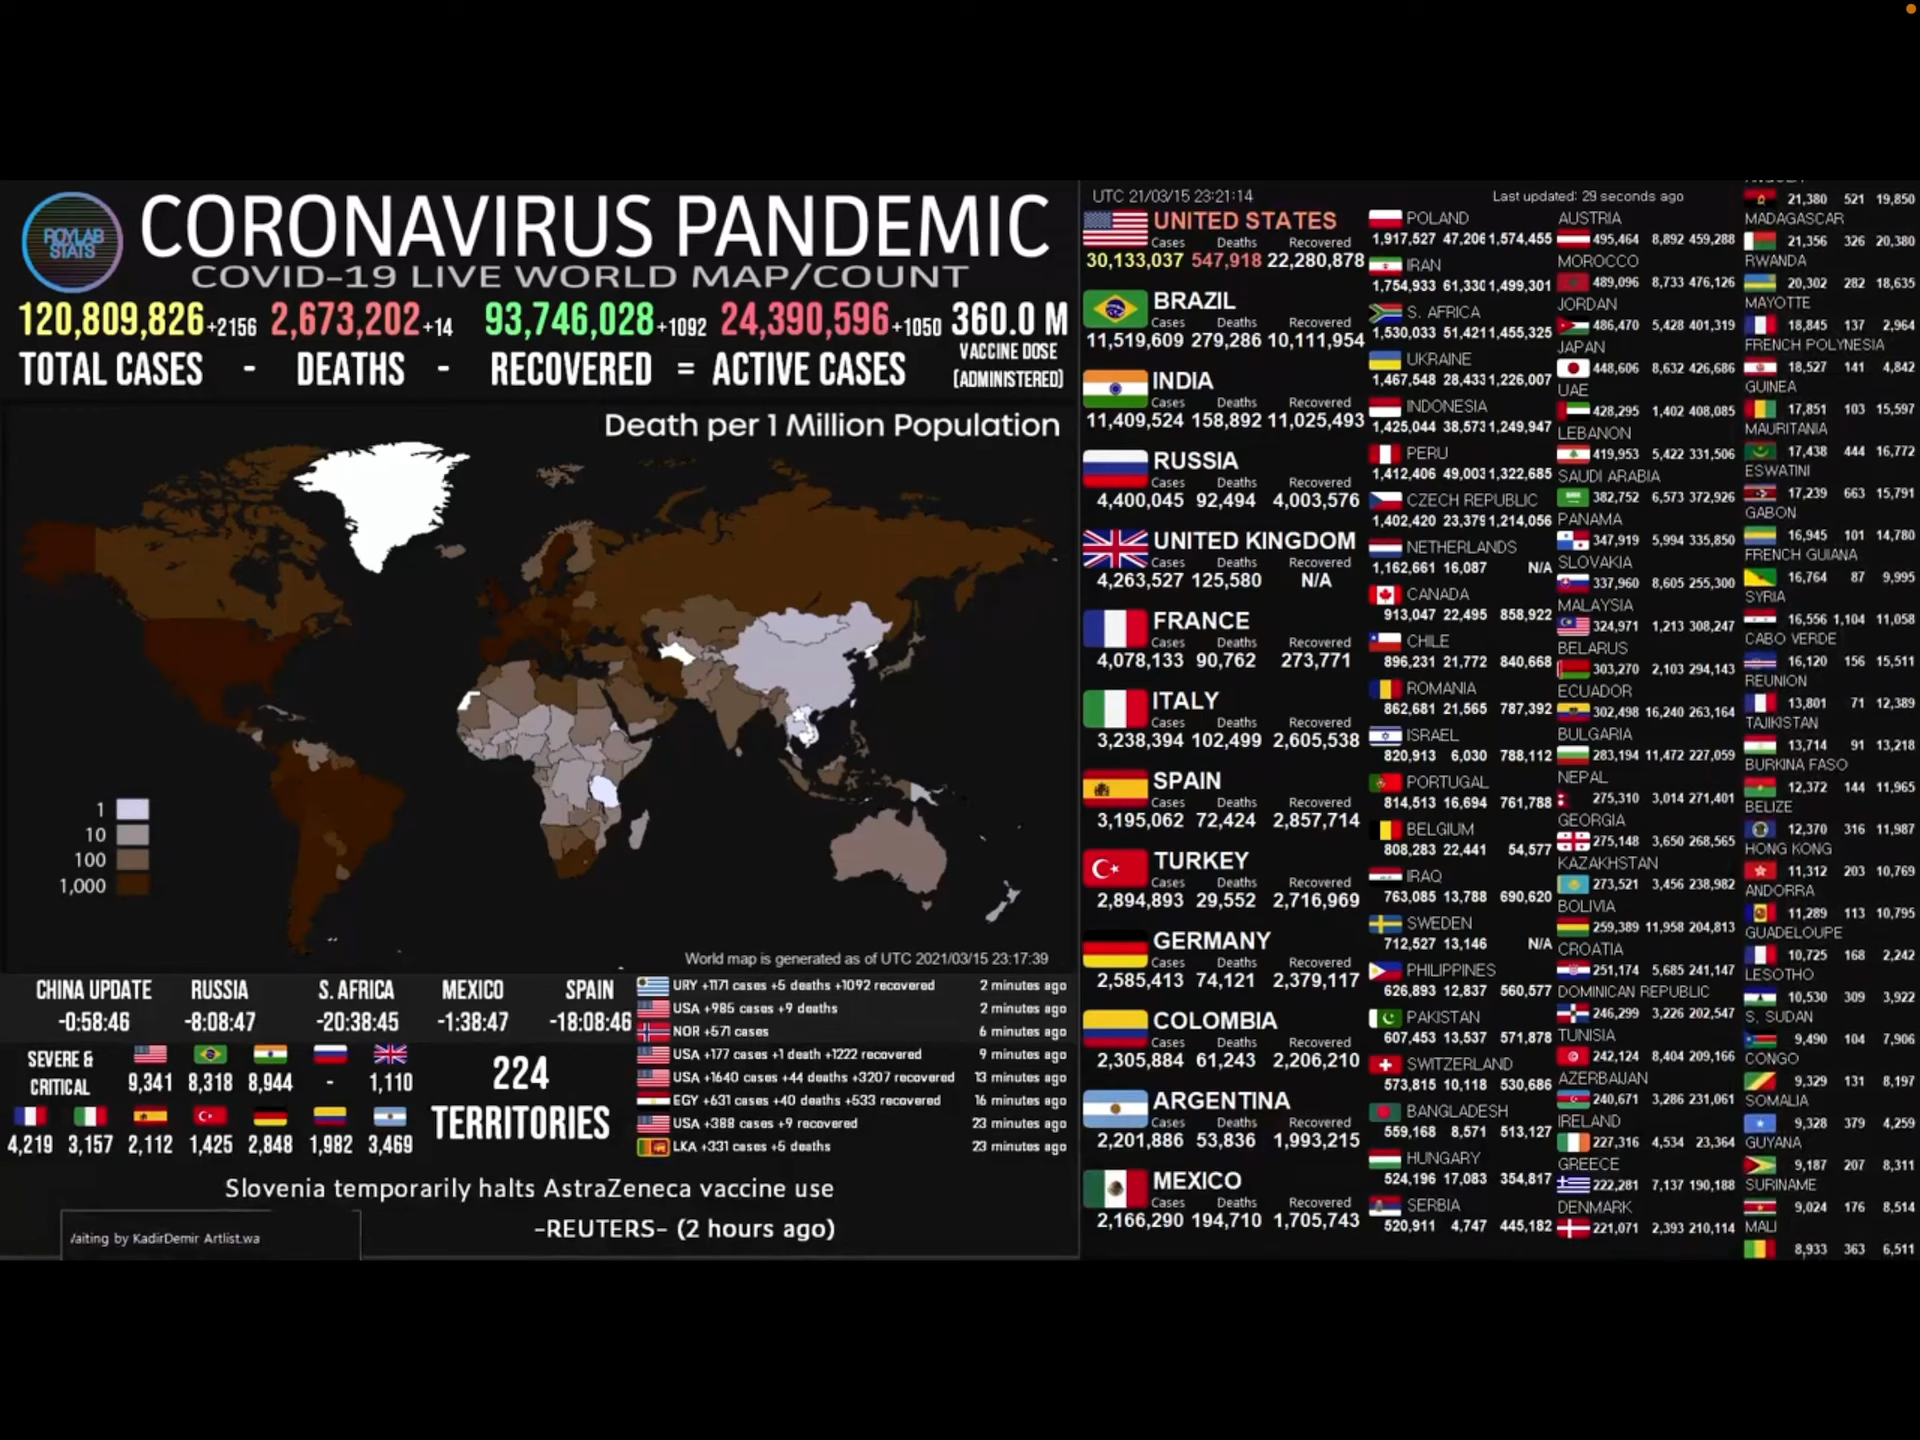 ROYLAB
STATS
CORONAVIRUS PANDEMIC
COVID-19 LIVE WORLD MAP/COUNT
120,809,826 +2156 2,673,202 +14 93,746,028 +1092 24,390,596 +1050 360.0 M
TOTAL CASES - DEATHS - RECOVERED = ACTIVE CASES
VACCINE DOSE
(ADMINISTERED)
Death per 1 Million Population
1
10
100
1,000
World map is generated as of UTC 2021/03/15 23:17:39
CHINA UPDATE RUSSIA S. AFRICA MEXICO SPAIN
-0:58:46 -8:08:47 -20:38:45 -1:38:47 -18:08:46
SEVERE &
CRITICAL
9,341 8,318 8,944 - 1,110
4,219 3,157 2,112 1,425 2,848 1,982 3,469
224
TERRITORIES
URY +1171 cases +5 deaths +1092 recovered 2 minutes ago
USA +985 cases +9 deaths 2 minutes ago
NOR +571 cases 6 minutes ago
USA +177 cases +1 death +1222 recovered 9 minutes ago
USA +1640 cases +44 deaths +3207 recovered 13 minutes ago
EGY +631 cases +40 deaths +533 recovered 16 minutes ago
USA +388 cases +9 recovered 23 minutes ago
LKA +331 cases +5 deaths 23 minutes ago
Slovenia temporarily halts AstraZeneca vaccine use
-REUTERS- (2 hours ago)
by KadirDemir Artlist.wa
UTC 21/03/15 23:21:14
Last updated: 29 seconds ago
UNITED STATES
Cases Deaths Recovered
30,133,037 547,918 22,280,878
BRAZIL
Cases Deaths Recovered
11,519,609 279,286 10,111,954
INDIA
Cases Deaths Recovered
11,409,524 158,892 11,025,493
RUSSIA
Cases Deaths Recovered
4,400,045 92,494 4,003,576
UNITED KINGDOM
Cases Deaths Recovered
4,263,527 125,580 N/A
FRANCE
Cases Deaths Recovered
4,078,133 90,762 273,771
ITALY
Cases Deaths Recovered
3,238,394 102,499 2,605,538
SPAIN
Cases Deaths Recovered
3,195,062 72,424 2,857,714
TURKEY
Cases Deaths Recovered
2,894,893 29,552 2,716,969
GERMANY
Cases Deaths Recovered
2,585,413 74,121 2,379,117
COLOMBIA
Cases Deaths Recovered
2,305,884 61,243 2,206,210
ARGENTINA
Cases Deaths Recovered
2,201,886 53,836 1,993,215
MEXICO
Cases Deaths Recovered
2,166,290 194,710 1,705,743
POLAND
1,917,527 47,206 1,574,455
IRAN
1,754,933 61,330 1,499,301
S. AFRICA
1,530,033 51,421 1,455,325
UKRAINE
1,467,548 28,433 1,226,007
INDONESIA
1,425,044 38,573 1,249,947
PERU
1,412,406 49,003 1,322,685
CZECH REPUBLIC
1,402,420 23,379 1,214,056
NETHERLANDS
1,162,661 16,087 N/A
CANADA
913,047 22,495 858,922
CHILE
896,231 21,772 840,668
ROMANIA
862,681 21,565 787,392
ISRAEL
820,913 6,030 788,112
PORTUGAL
814,513 16,694 761,788
BELGIUM
808,283 22,441 54,577
IRAQ
763,085 13,788 690,620
SWEDEN
712,527 13,146 N/A
PHILIPPINES
626,893 12,837 560,577
PAKISTAN
607,453 13,537 571,878
SWITZERLAND
573,815 10,118 530,686
BANGLADESH
559,168 8,571 513,127
HUNGARY
524,196 17,083 354,817
SERBIA
520,911 4,747 445,182
AUSTRIA
495,464 8,892 459,288
MOROCCO
489,096 8,733 476,126
JORDAN
486,470 5,428 401,319
JAPAN
448,606 8,632 426,686
UAE
428,295 1,402 408,085
LEBANON
419,953 5,422 331,506
SAUDI ARABIA
382,752 6,573 372,926
PANAMA
347,919 5,994 335,850
SLOVAKIA
337,960 8,605 255,300
MALAYSIA
324,971 1,213 308,247
BELARUS
303,270 2,103 294,143
ECUADOR
302,498 16,240 263,164
BULGARIA
283,194 11,472 227,059
NEPAL
275,310 3,014 271,401
GEORGIA
275,148 3,650 268,565
KAZAKHSTAN
273,521 3,456 238,982
BOLIVIA
259,389 11,958 204,813
CROATIA
251,174 5,685 241,147
DOMINICAN REPUBLIC
246,299 3,226 202,547
TUNISIA
242,124 8,404 209,166
AZERBAIJAN
240,671 3,286 231,061
IRELAND
227,316 4,534 23,364
GREECE
222,281 7,137 190,188
DENMARK
221,071 2,393 210,114
21,380 521 19,850
MADAGASCAR
21,356 326 20,380
RWANDA
20,302 282 18,635
MAYOTTE
18,845 137 2,964
FRENCH POLYNESIA
18,527 141 4,842
GUINEA
17,851 103 15,597
MAURITANIA
17,438 444 16,772
ESWATINI
17,239 663 15,791
GABON
16,945 101 14,780
FRENCH GUIANA
16,764 87 9,995
SYRIA
16,556 1,104 11,058
CABO VERDE
16,120 156 15,511
REUNION
13,801 71 12,389
TAJIKISTAN
13,714 91 13,218
BURKINA FASO
12,372 144 11,965
BELIZE
12,370 316 11,987
HONG KONG
11,312 203 10,769
ANDORRA
11,289 113 10,795
GUADELOUPE
10,725 168 2,242
LESOTHO
10,530 309 3,922
S. SUDAN
9,490 104 7,906
CONGO
9,329 131 8,197
SOMALIA
9,328 379 4,259
GUYANA
9,187 207 8,311
SURINAME
9,024 176 8,514
MALI
8,933 363 6,511